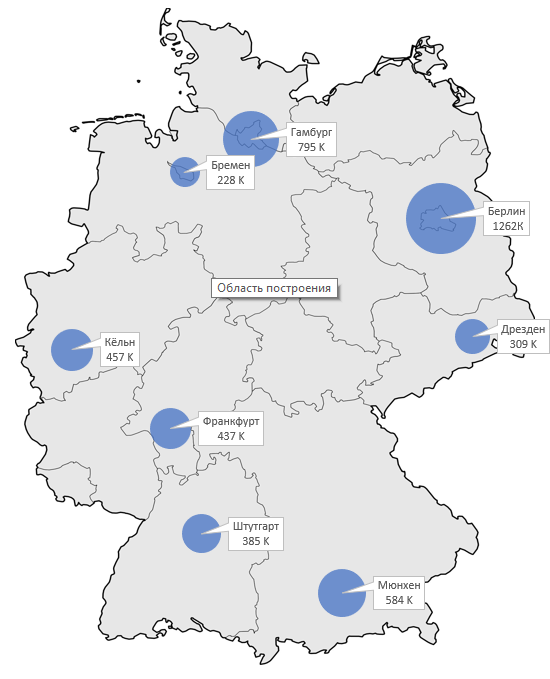 Гамбург
795 K
Бремен
228 K
Берлин
1262K
Область построения
Дрезден
309 K
Кёльн
457 K
Франкфурт
437 K
Штутгарт
385 K
Мюнхен
584 K